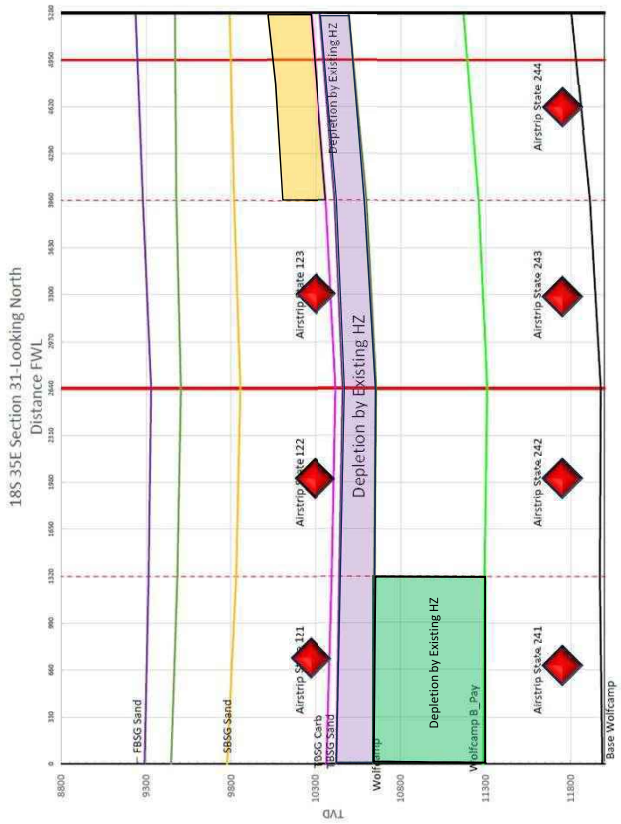 18S 35E Section 31-Looking North
Distance FWL
0 330 660 990 1320 1650 1980 2310 2640 2970 3300 3630 3960 4290 4620 4950 5280
TVD
8800
9300
9800
10300
10800
11300
11800
FBSG Sand
SBSG Sand
Airstrip State 121
Airstrip State 122
Airstrip State 123
TBSG Carb
TBSG Sand
Depletion by Existing HZ
Depletion by Existing HZ
Wolfcamp
Depletion by Existing HZ
Wolfcamp B_Pay
Airstrip State 241
Airstrip State 242
Airstrip State 243
Airstrip State 244
Base Wolfcamp